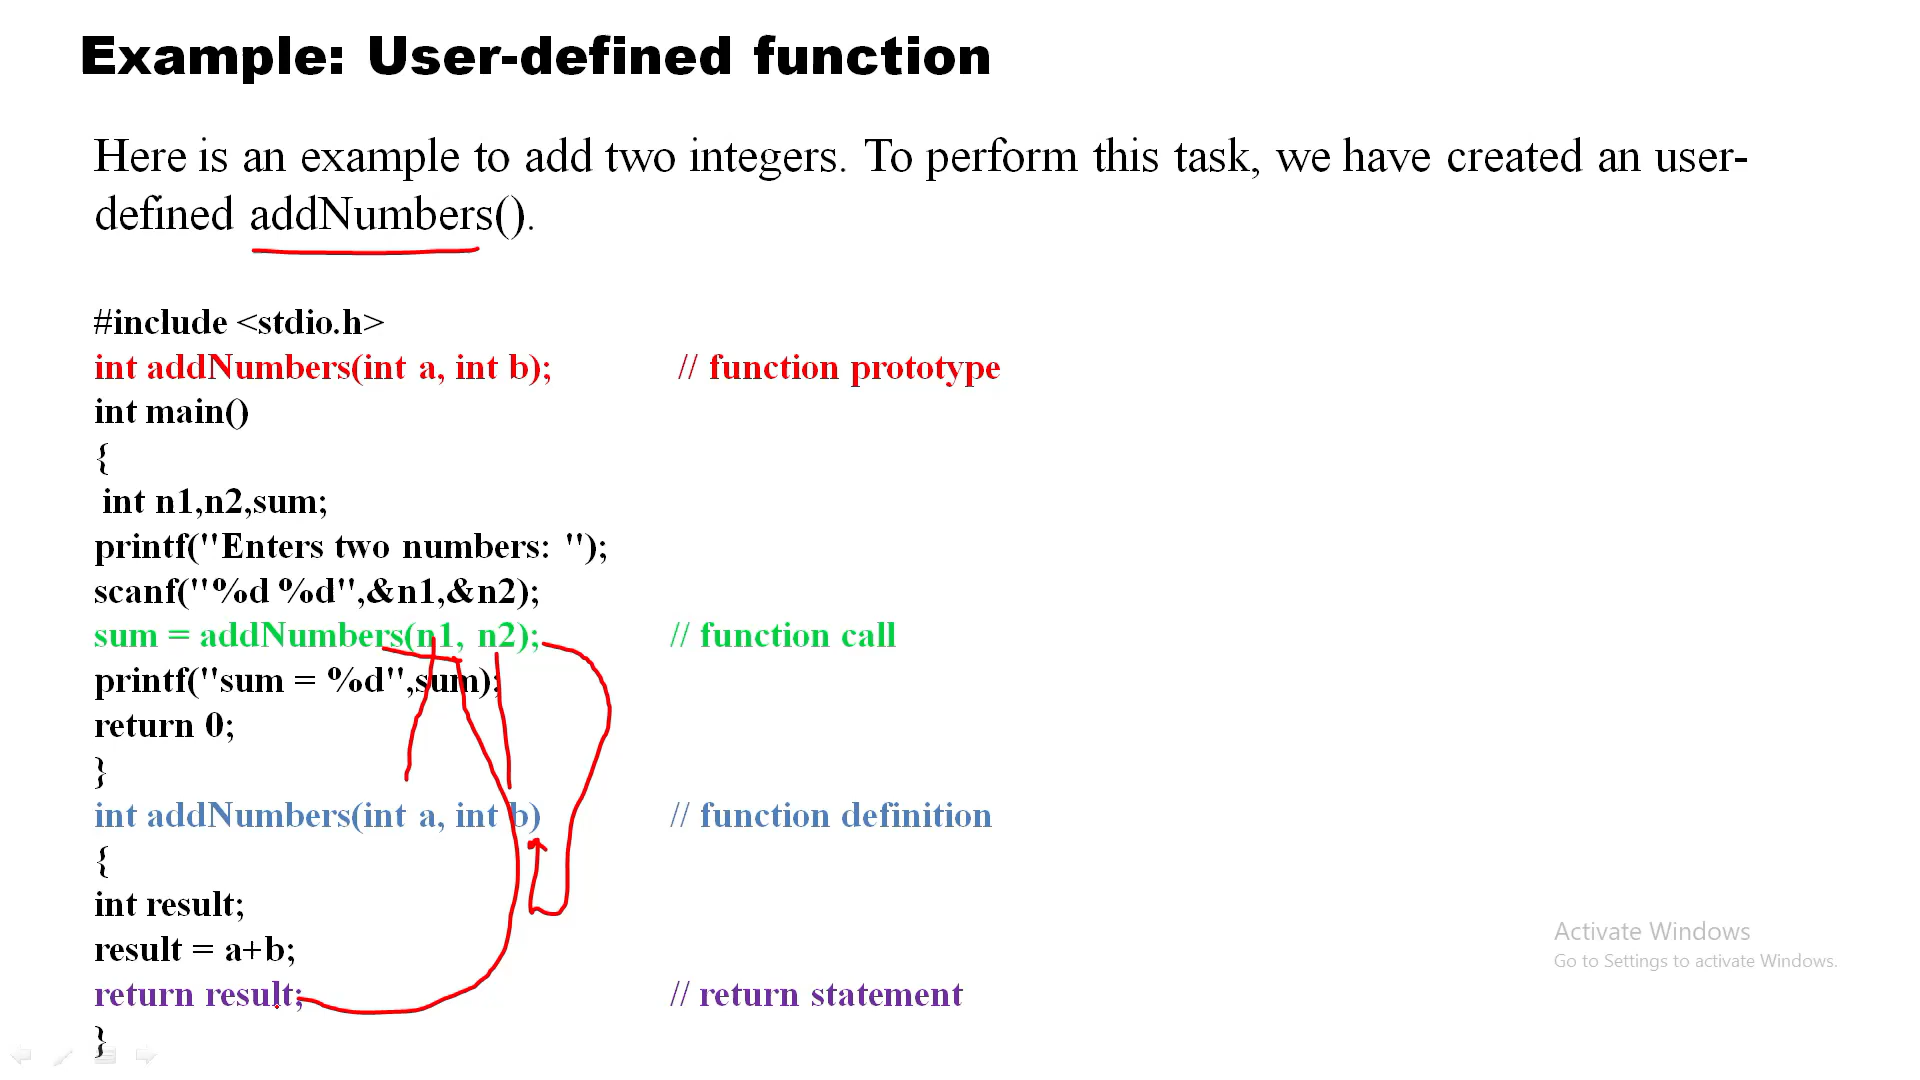 Example: User-defined function
Here is an example to add two integers. To perform this task, we have created an user-
defined addNumbers().
#include <stdio.h>
int addNumbers(int a, int b); // function prototype
int main()
{
int n1,n2,sum;
printf("Enters two numbers: ");
scanf("%d %d",&n1,&n2);
sum = addNumbers(n1, n2); // function call
printf("sum = %d",sum);
return 0;
}
int addNumbers(int a, int b) // function definition
{
int result;
result = a+b;
return result; // return statement
}
Activate Windows
Go to Settings to activate Windows.